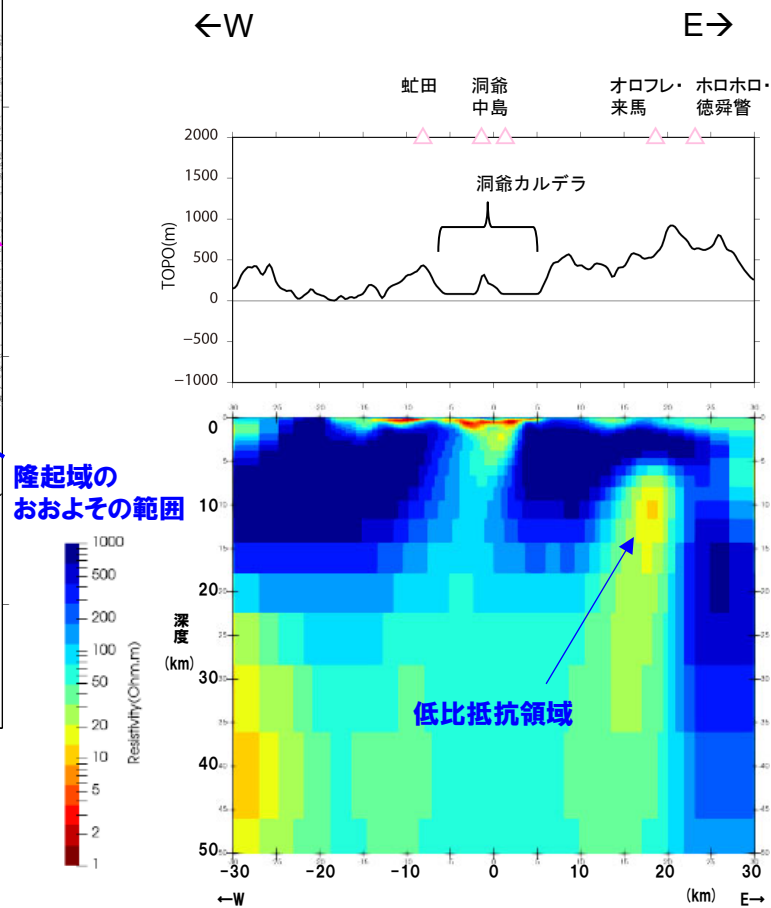 ←W
E→
虻田
洞爺
中島
オロフレ・
来馬
ホロホロ・
徳舜瞥
洞爺カルデラ
TOPO(m)
2000
1500
1000
500
0
−500
−1000
隆起域の
おおよその範囲
Resistivity(Ohm.m)
1000
500
200
100
50
20
10
5
2
1
深度
(km)
0
10
20
30
40
50
低比抵抗領域
-30
-20
-10
0
10
20
30
(km)
←W
E→